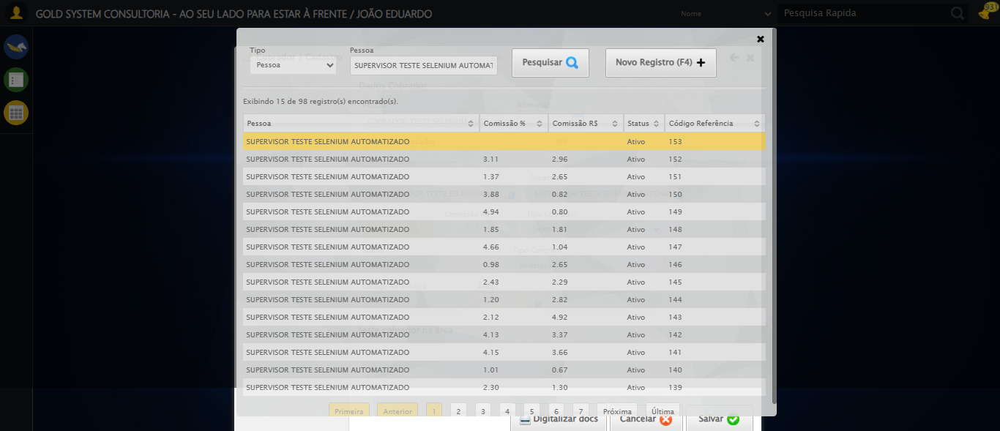 GOLD SYSTEM CONSULTORIA - AO SEU LADO PARA ESTAR À FRENTE / JOÃO EDUARDO
Nome
Pesquisa Rapida
931
Tipo
Pessoa
Cobrador / Cadastro
Pessoa
SUPERVISOR TESTE SELENIUM AUTOMAT
Pesquisar
Novo Registro (F4)
Dados Cobrador
Exibindo 15 de 98 registro(s) encontrado(s).
Pessoa Comissão % Comissão R$ Status Código Referência
SUPERVISOR TESTE SELENIUM AUTOMATIZADO Ativo 153
SUPERVISOR TESTE SELENIUM AUTOMATIZADO 3.11 2.96 Ativo 152
SUPERVISOR TESTE SELENIUM AUTOMATIZADO 1.37 2.65 Ativo 151
SUPERVISOR TESTE SELENIUM AUTOMATIZADO 3.88 0.82 Ativo 150
SUPERVISOR TESTE SELENIUM AUTOMATIZADO 4.94 0.80 Ativo 149
SUPERVISOR TESTE SELENIUM AUTOMATIZADO 1.85 1.81 Ativo 148
SUPERVISOR TESTE SELENIUM AUTOMATIZADO 4.66 1.04 Ativo 147
SUPERVISOR TESTE SELENIUM AUTOMATIZADO 0.98 2.65 Ativo 146
SUPERVISOR TESTE SELENIUM AUTOMATIZADO 2.43 2.29 Ativo 145
SUPERVISOR TESTE SELENIUM AUTOMATIZADO 1.20 2.82 Ativo 144
SUPERVISOR TESTE SELENIUM AUTOMATIZADO 2.12 4.92 Ativo 143
SUPERVISOR TESTE SELENIUM AUTOMATIZADO 4.13 3.37 Ativo 142
SUPERVISOR TESTE SELENIUM AUTOMATIZADO 4.15 3.66 Ativo 141
SUPERVISOR TESTE SELENIUM AUTOMATIZADO 1.01 0.67 Ativo 140
SUPERVISOR TESTE SELENIUM AUTOMATIZADO 2.30 1.30 Ativo 139
Primeira Anterior 1 2 3 4 5 6 7 Próxima Última
Digitalizar docs Cancelar Salvar